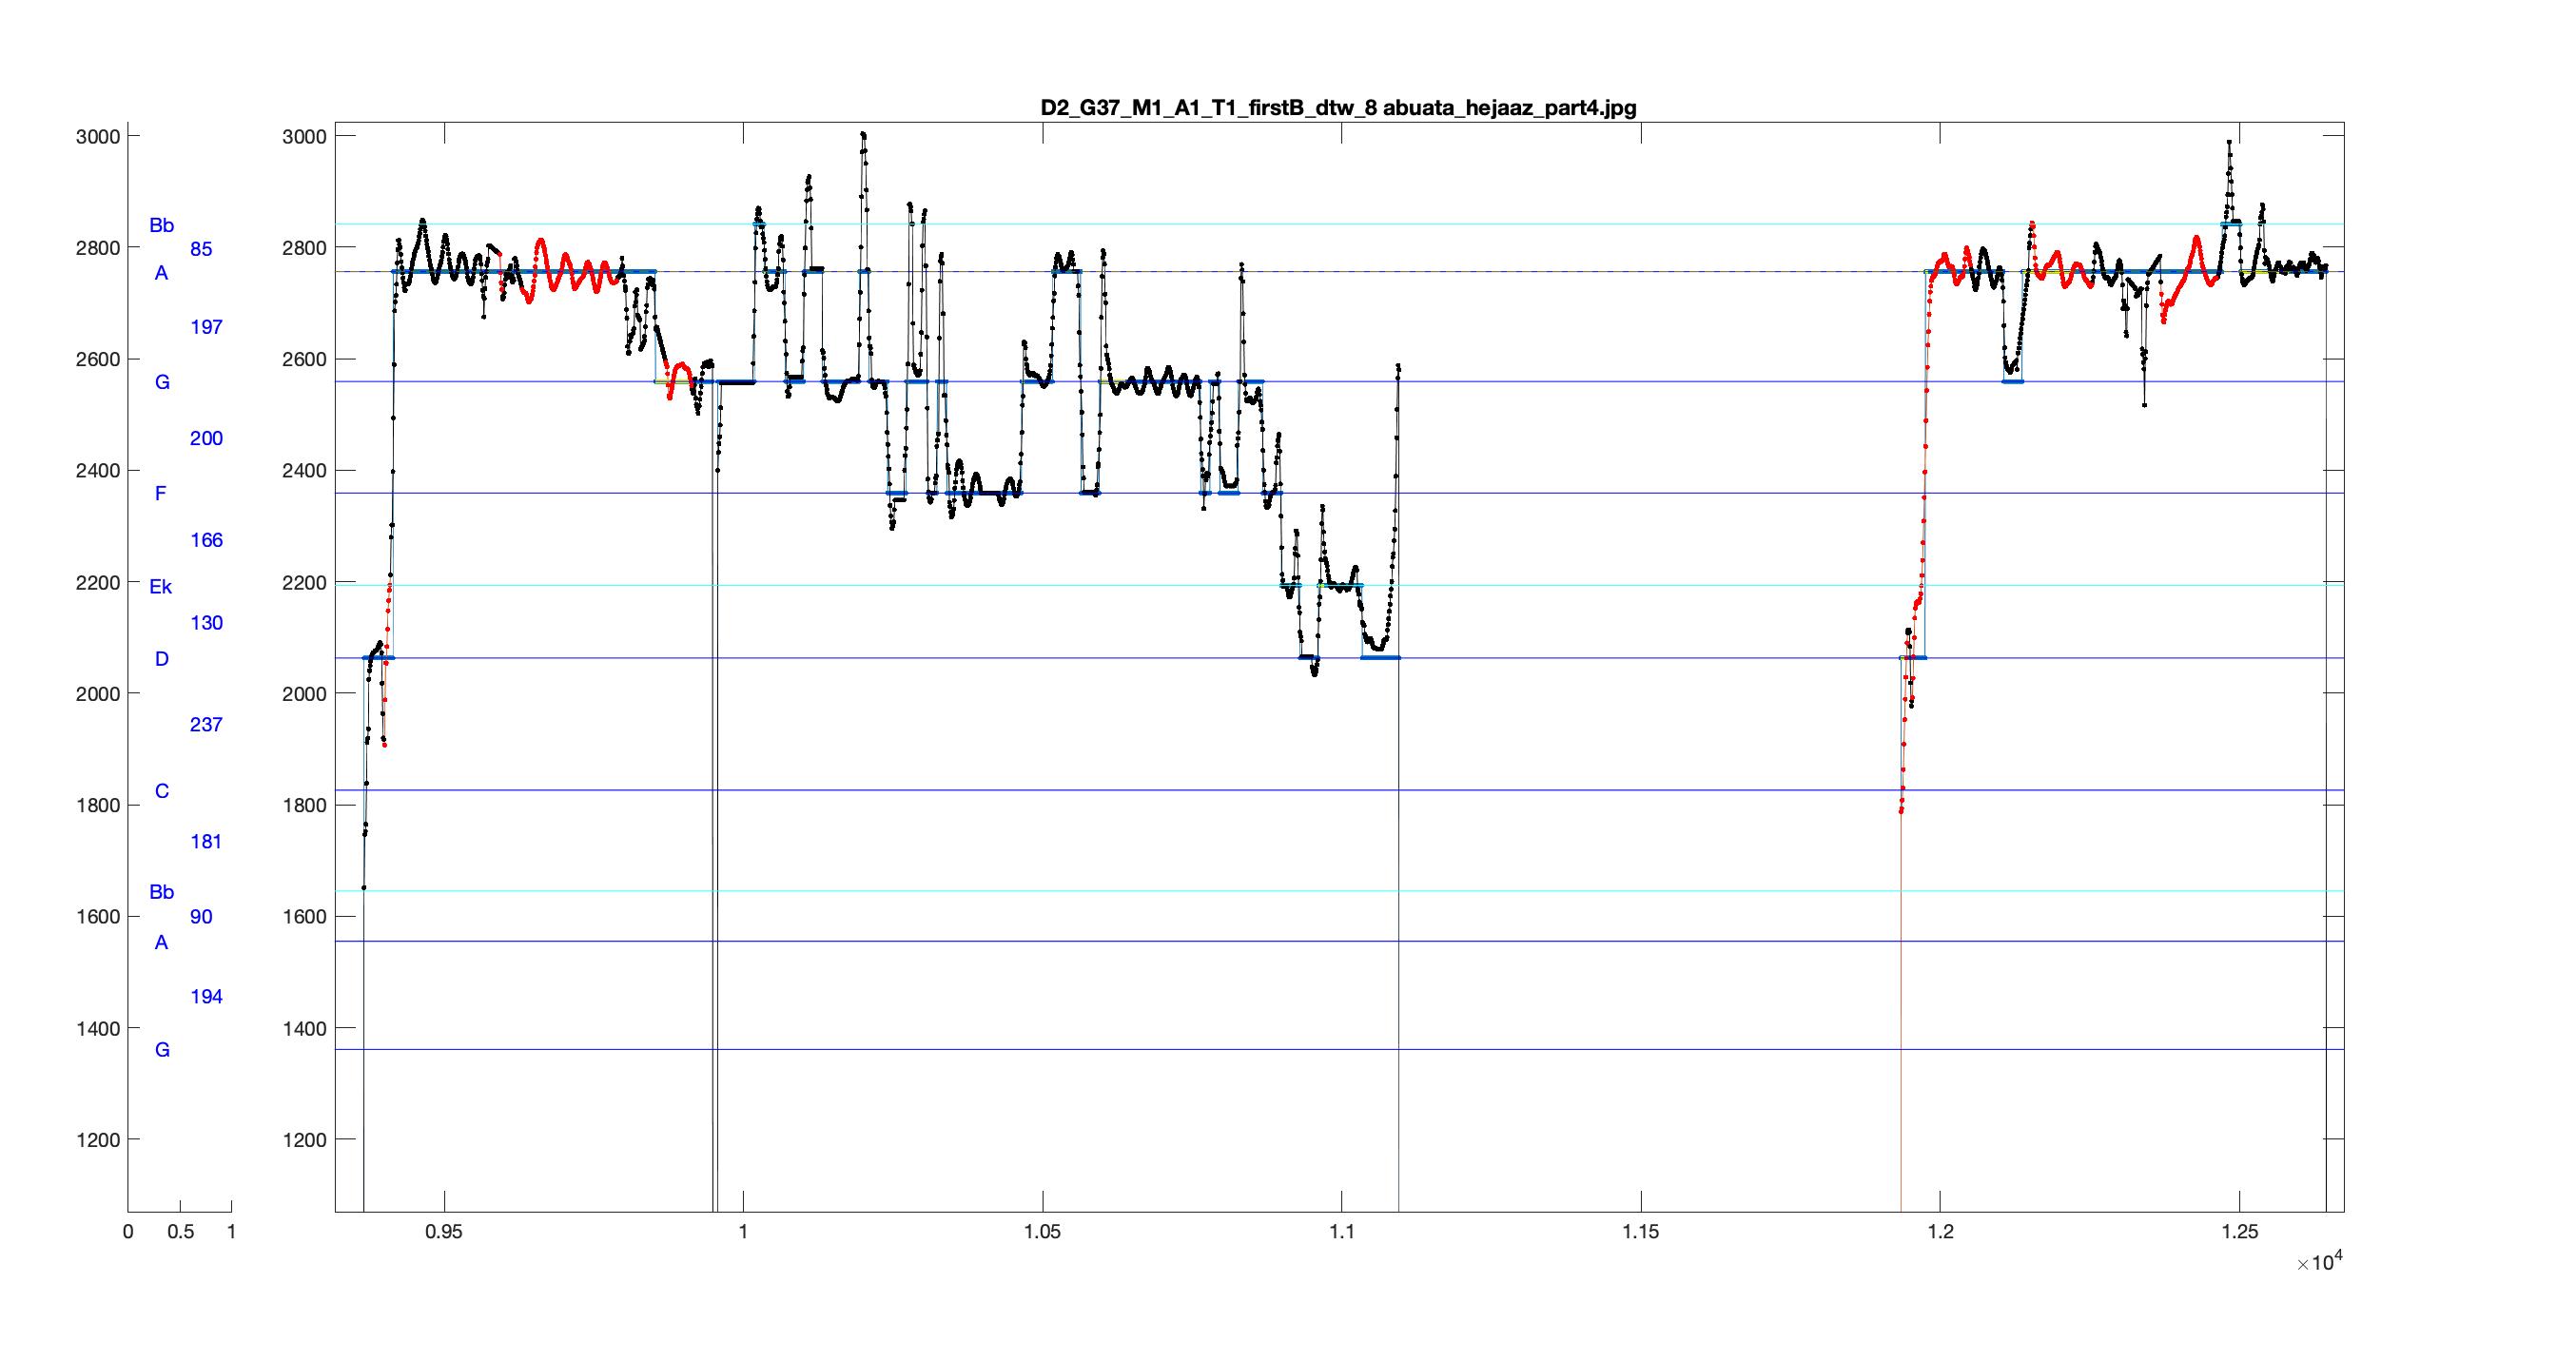 D2_G37_M1_A1_T1_firstB_dtw_8 abuata_hejaaz_part4.jpg
3000 3000
Bb
2800 85 2800
A
197
2600 2600
G
200
2400 2400
F
166
2200 Ek 2200
130
D
2000 2000
237
C
1800 1800
181
Bb
1600 90 1600
A
194
1400 1400
G
1200 1200
0 0.5 1 0.95 1 1.05 1.1 1.15 1.2 1.25
×10^4